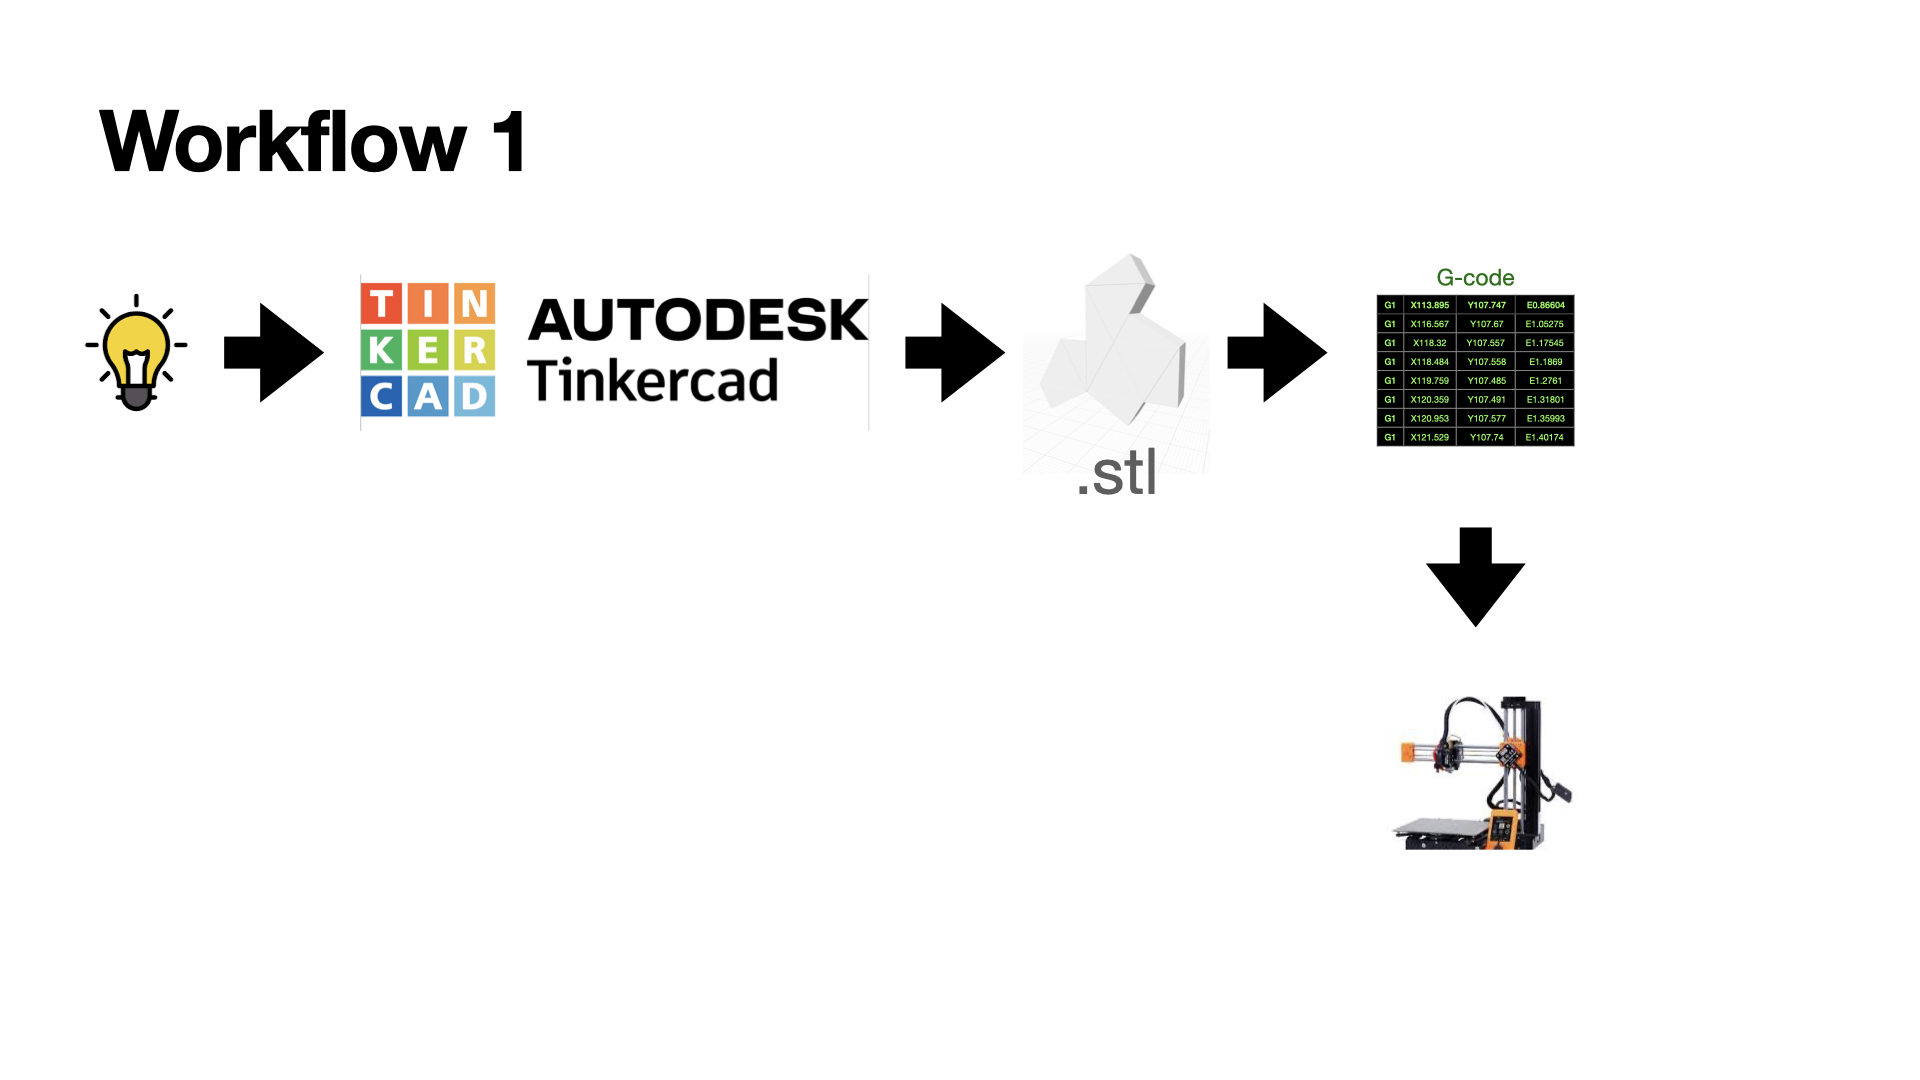 Workflow 1
TIN
KER
CAD
AUTODESK
Tinkercad
.stl
G-code
G1 X113.895 Y107.747 E0.86604
G1 X116.567 Y107.67 E1.05275
G1 X118.32 Y107.557 E1.17545
G1 X118.484 Y107.558 E1.1869
G1 X119.759 Y107.485 E1.2761
G1 X120.359 Y107.491 E1.31801
G1 X120.953 Y107.577 E1.35993
G1 X121.529 Y107.74 E1.40174